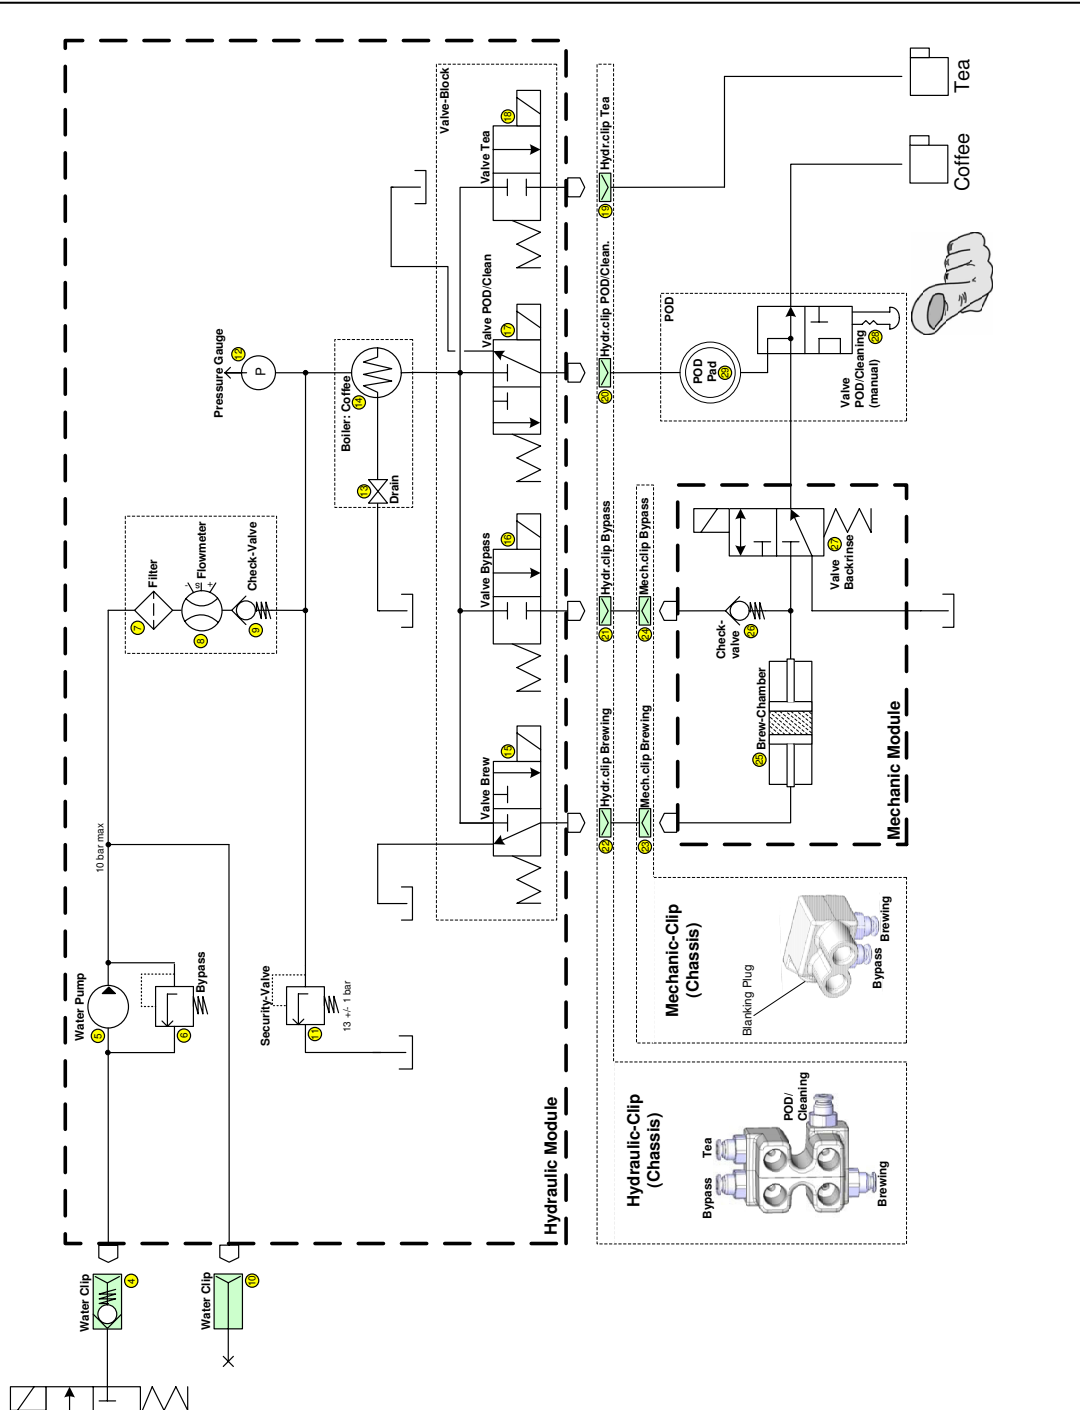 Valve-Block
Valve Tea
18
Hydr.clip Tea
19
Tea
Coffee
Valve POD/Clean
17
Hydr.clip POD/Clean.
20
POD
POD
Pad
29
Valve
POD/Cleaning
(manual)
28
Pressure Gauge
12
P
Boiler: Coffee
14
13
Drain
Filter
7
Flowmeter
- S +
8
Check-Valve
9
Valve Bypass
16
Hydr.clip Bypass
21
Mech.clip Bypass
24
Check-
valve
26
Valve
Backrinse
27
Valve Brew
15
Hydr.clip Brewing
22
Mech.clip Brewing
23
Brew-Chamber
25
Mechanic Module
10 bar max
Water Pump
5
Bypass
6
Security-Valve
11
13 +/- 1 bar
Mechanic-Clip
(Chassis)
Blanking Plug
Bypass
Brewing
Hydraulic Module
Hydraulic-Clip
(Chassis)
Bypass
Tea
POD/
Cleaning
Brewing
Water Clip
4
Water Clip
10